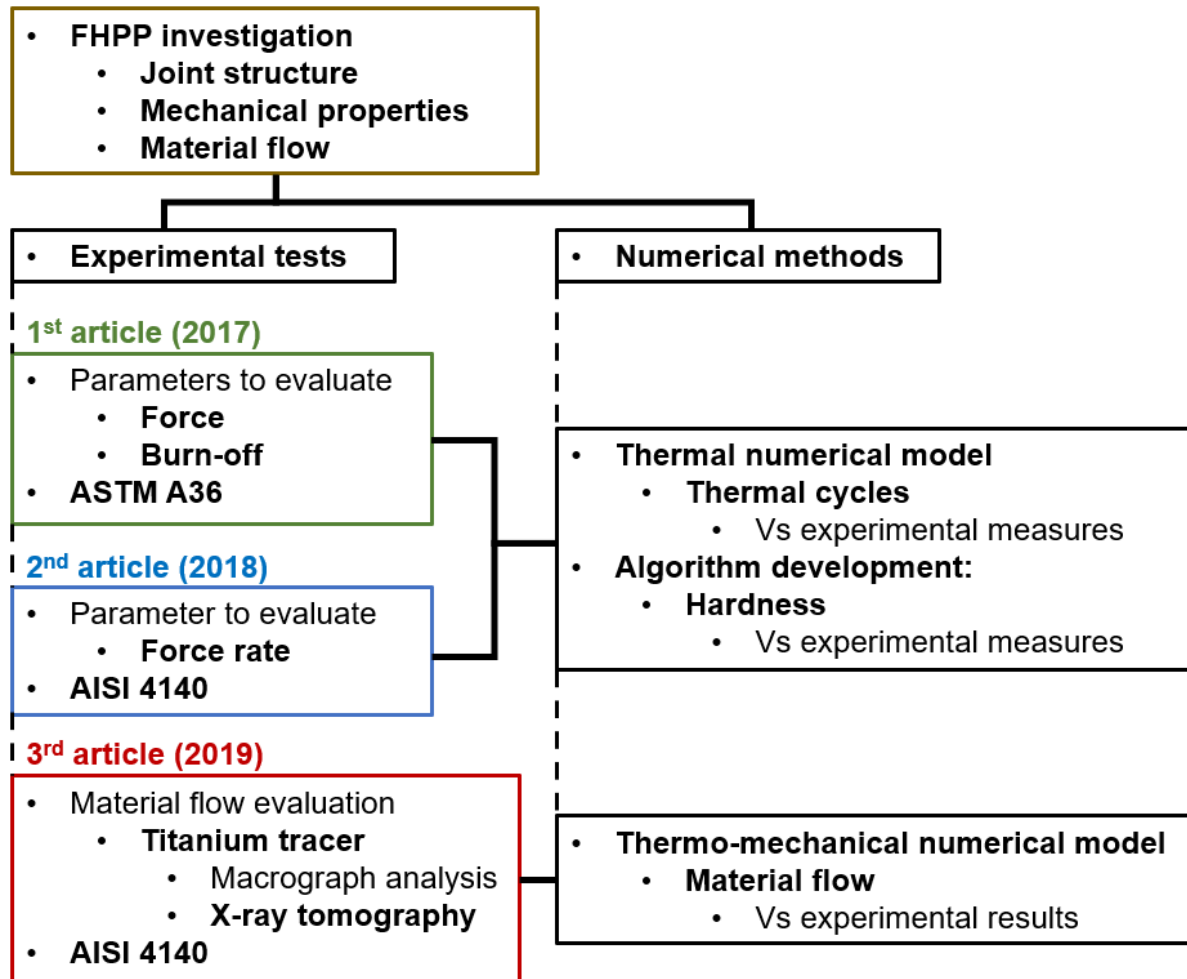 • FHPP investigation
• Joint structure
• Mechanical properties
• Material flow
• Experimental tests
• Numerical methods
1st article (2017)
• Parameters to evaluate
• Force
• Burn-off
• ASTM A36
2nd article (2018)
• Parameter to evaluate
• Force rate
• AISI 4140
• Thermal numerical model
• Thermal cycles
• Vs experimental measures
• Algorithm development:
• Hardness
• Vs experimental measures
3rd article (2019)
• Material flow evaluation
• Titanium tracer
• Macrograph analysis
• X-ray tomography
• AISI 4140
• Thermo-mechanical numerical model
• Material flow
• Vs experimental results